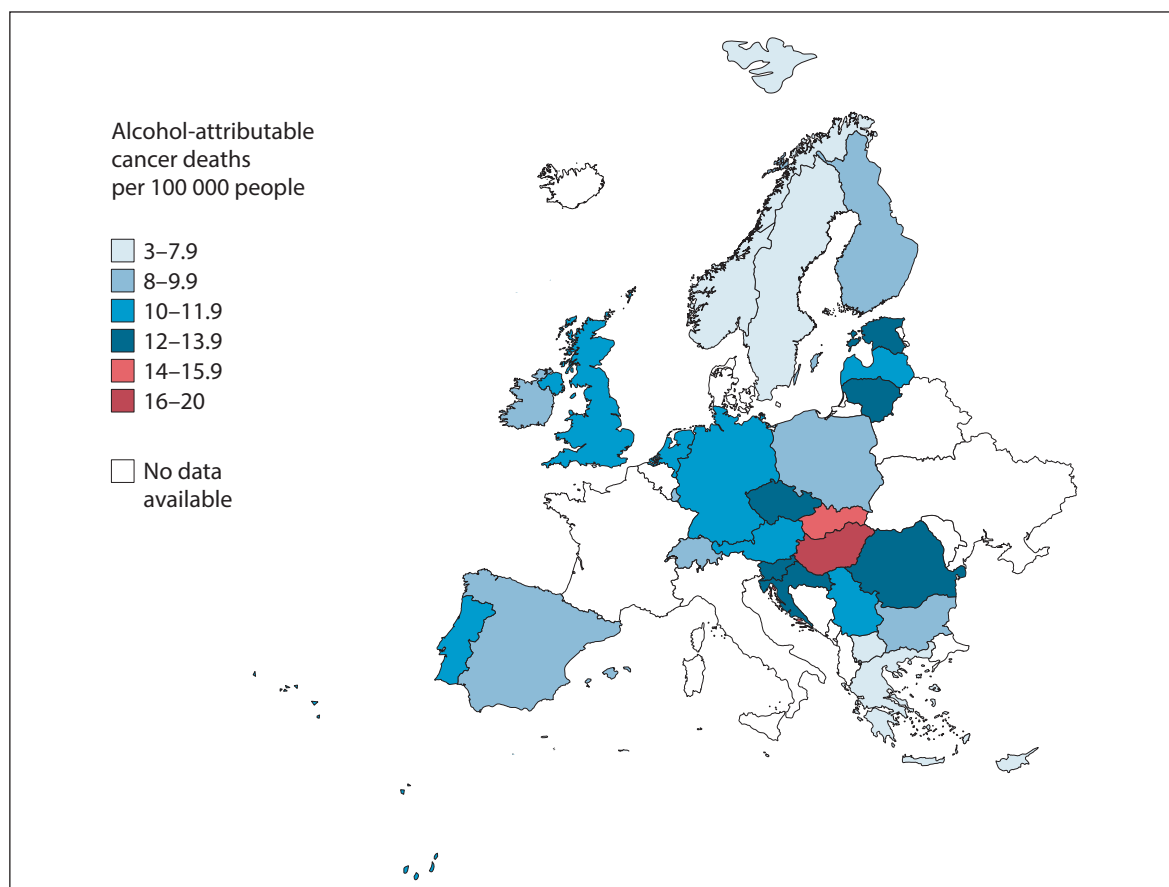 Alcohol-attributable
cancer deaths
per 100 000 people
3–7.9
8–9.9
10–11.9
12–13.9
14–15.9
16–20
No data
available